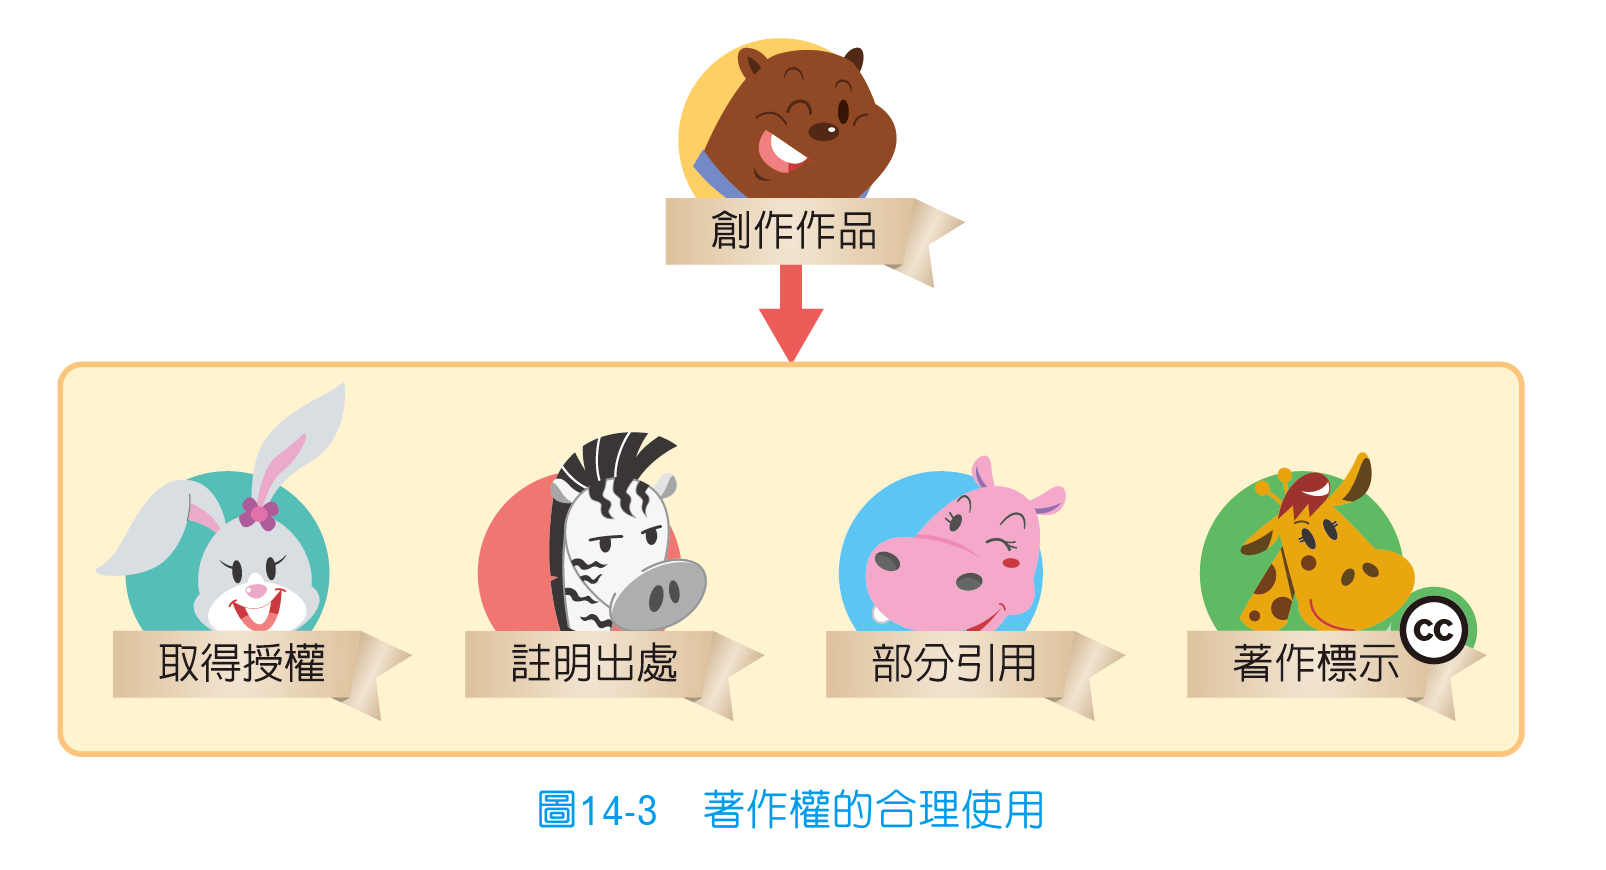 創作作品
取得授權
註明出處
部分引用
著作標示
cc
圖14-3 著作權的合理使用